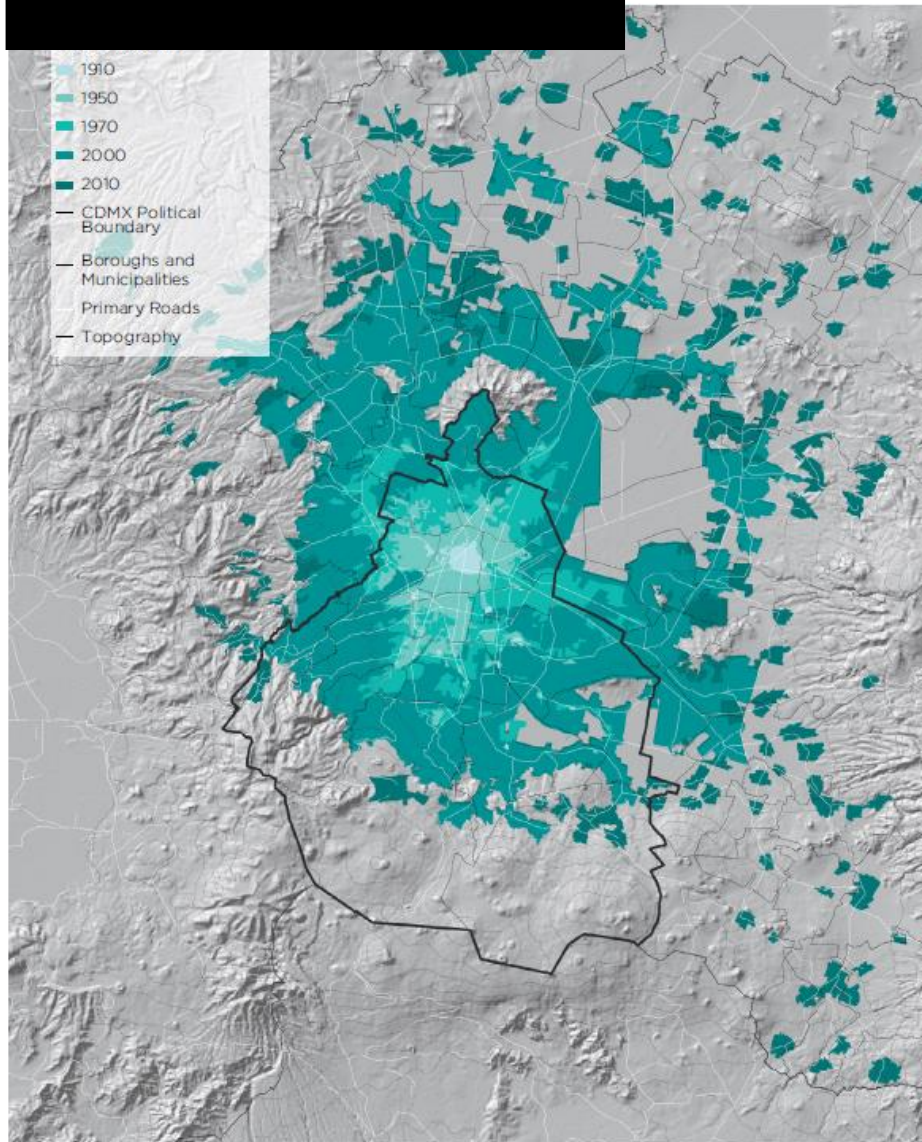 1910
1950
1970
2000
2010
CDMX Political
Boundary
Boroughs and
Municipalities
Primary Roads
Topography